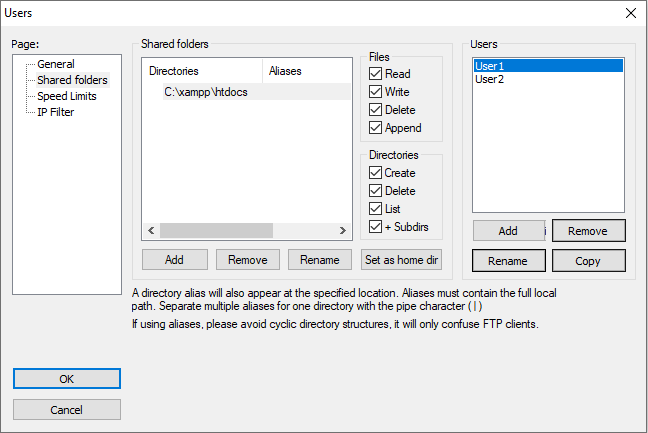 Users
Page:
General
Shared folders
Speed Limits
IP Filter
OK
Cancel
Shared folders
Directories Aliases
C:\xampp\htdocs
Add Remove Rename Set as home dir
Files
Read
Write
Delete
Append
Directories
Create
Delete
List
+ Subdirs
Users
User1
User2
Add Remove
Rename Copy
A directory alias will also appear at the specified location. Aliases must contain the full local
path. Separate multiple aliases for one directory with the pipe character ( | )
If using aliases, please avoid cyclic directory structures, it will only confuse FTP clients.